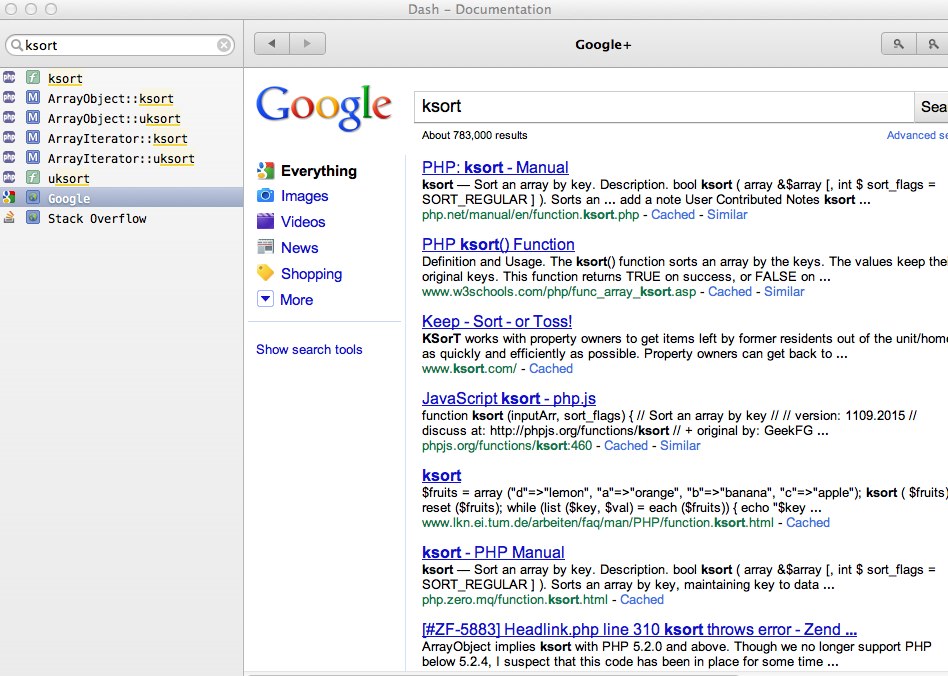 Dash – Documentation
ksort
Google+
php f ksort
php M ArrayObject::ksort
php M ArrayObject::uksort
php M ArrayIterator::ksort
php M ArrayIterator::uksort
php f uksort
Google
Stack Overflow
Google
ksort
Sea
About 783,000 results
Advanced se
Everything
Images
Videos
News
Shopping
More
Show search tools
PHP: ksort - Manual
ksort — Sort an array by key. Description. bool ksort ( array &$array [, int $ sort_flags =
SORT_REGULAR ] ). Sorts an ... add a note User Contributed Notes ksort ...
php.net/manual/en/function.ksort.php - Cached - Similar
PHP ksort() Function
Definition and Usage. The ksort() function sorts an array by the keys. The values keep thei
original keys. This function returns TRUE on success, or FALSE on ...
www.w3schools.com/php/func_array_ksort.asp - Cached - Similar
Keep - Sort - or Toss!
KSorT works with property owners to get items left by former residents out of the unit/home
as quickly and efficiently as possible. Property owners can get back to ...
www.ksort.com/ - Cached
JavaScript ksort - php.js
function ksort (inputArr, sort_flags) { // Sort an array by key // // version: 1109.2015 //
discuss at: http://phpjs.org/functions/ksort // + original by: GeekFG ...
phpjs.org/functions/ksort:460 - Cached - Similar
ksort
$fruits = array ("d"=>"lemon", "a"=>"orange", "b"=>"banana", "c"=>"apple"); ksort ( $fruits)
reset ($fruits); while (list ($key, $val) = each ($fruits)) { echo "$key ...
www.lkn.ei.tum.de/arbeiten/faq/man/PHP/function.ksort.html - Cached
ksort - PHP Manual
ksort — Sort an array by key. Description. bool ksort ( array &$array [, int $ sort_flags =
SORT_REGULAR ] ). Sorts an array by key, maintaining key to data ...
php.zero.mq/function.ksort.html - Cached
[#ZF-5883] Headlink.php line 310 ksort throws error - Zend ...
ArrayObject implies ksort with PHP 5.2.0 and above. Though we no longer support PHP
below 5.2.4, I suspect that this code has been in place for some time ...